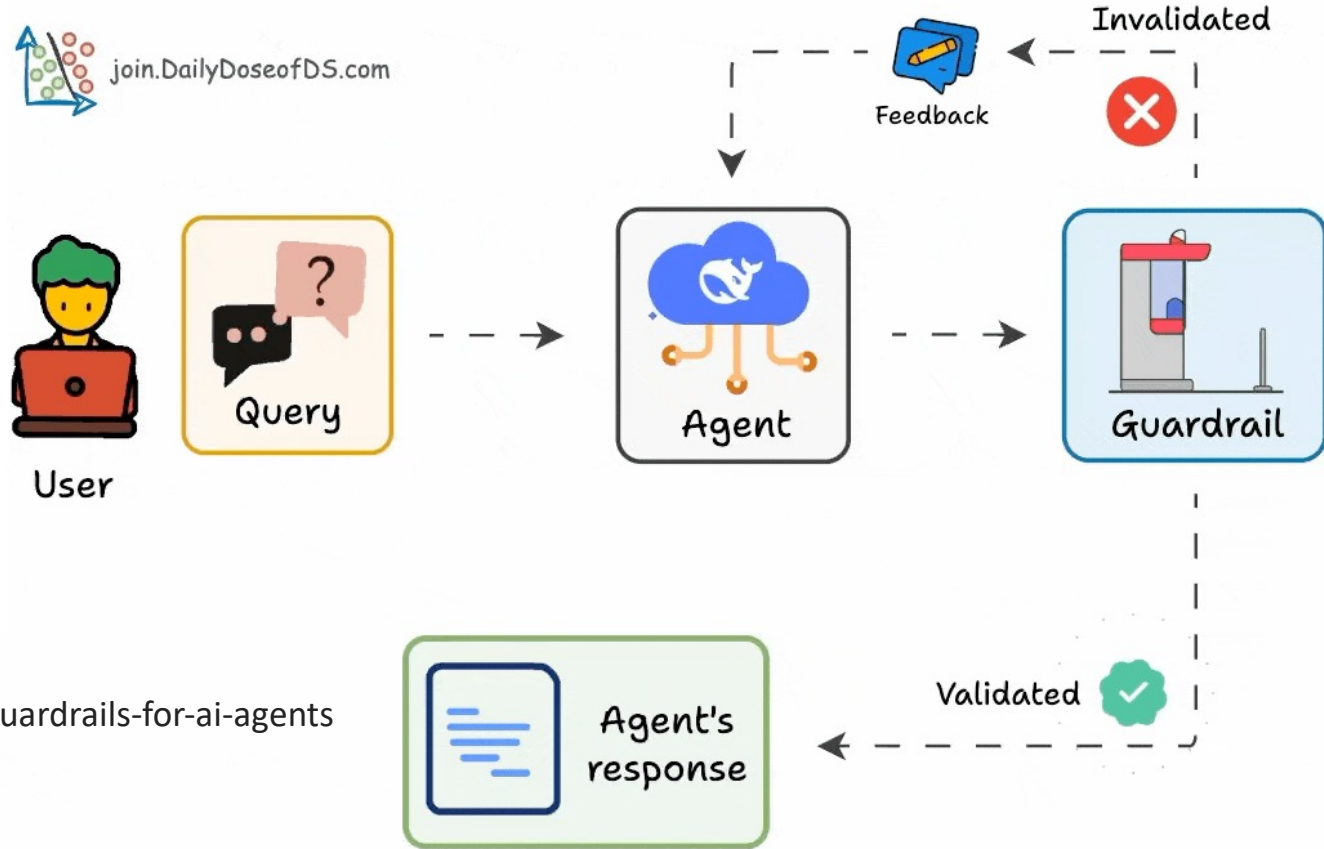 join.DailyDoseofDS.com
Invalidated
Feedback
?
Query
Agent
Guardrail
User
Validated
uardrails-for-ai-agents
Agent's
response